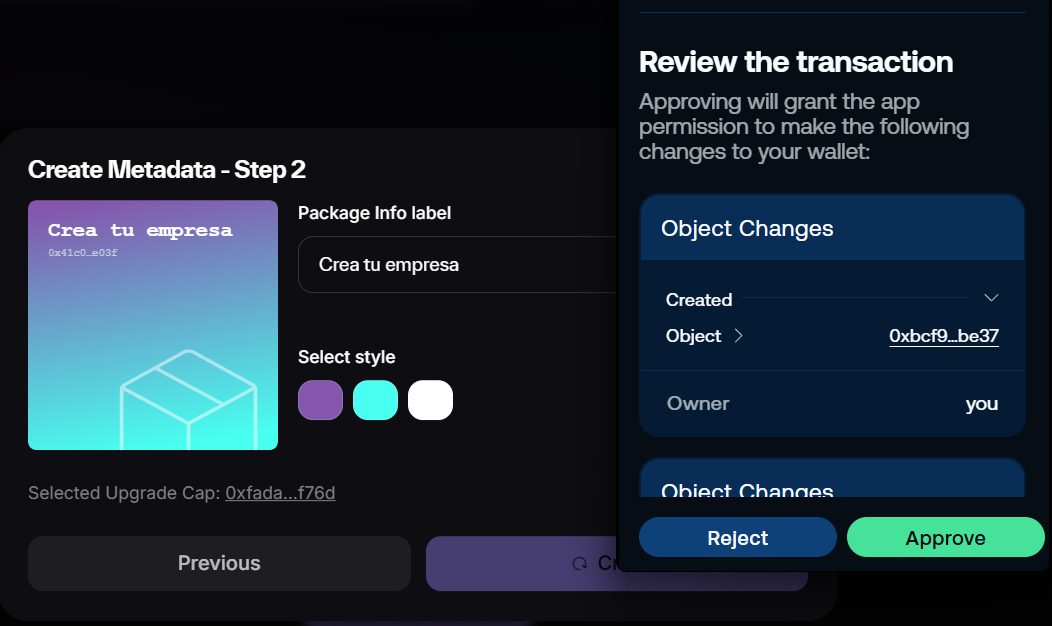 Create Metadata - Step 2
Crea tu empresa
0x41c0…e03f
Package Info label
Crea tu empresa
Select style
Selected Upgrade Cap: 0xfada...f76d
Previous
Review the transaction
Approving will grant the app
permission to make the following
changes to your wallet:
Object Changes
Created
Object 0xbcf9...be37
Owner you
Object Changes
Reject Approve